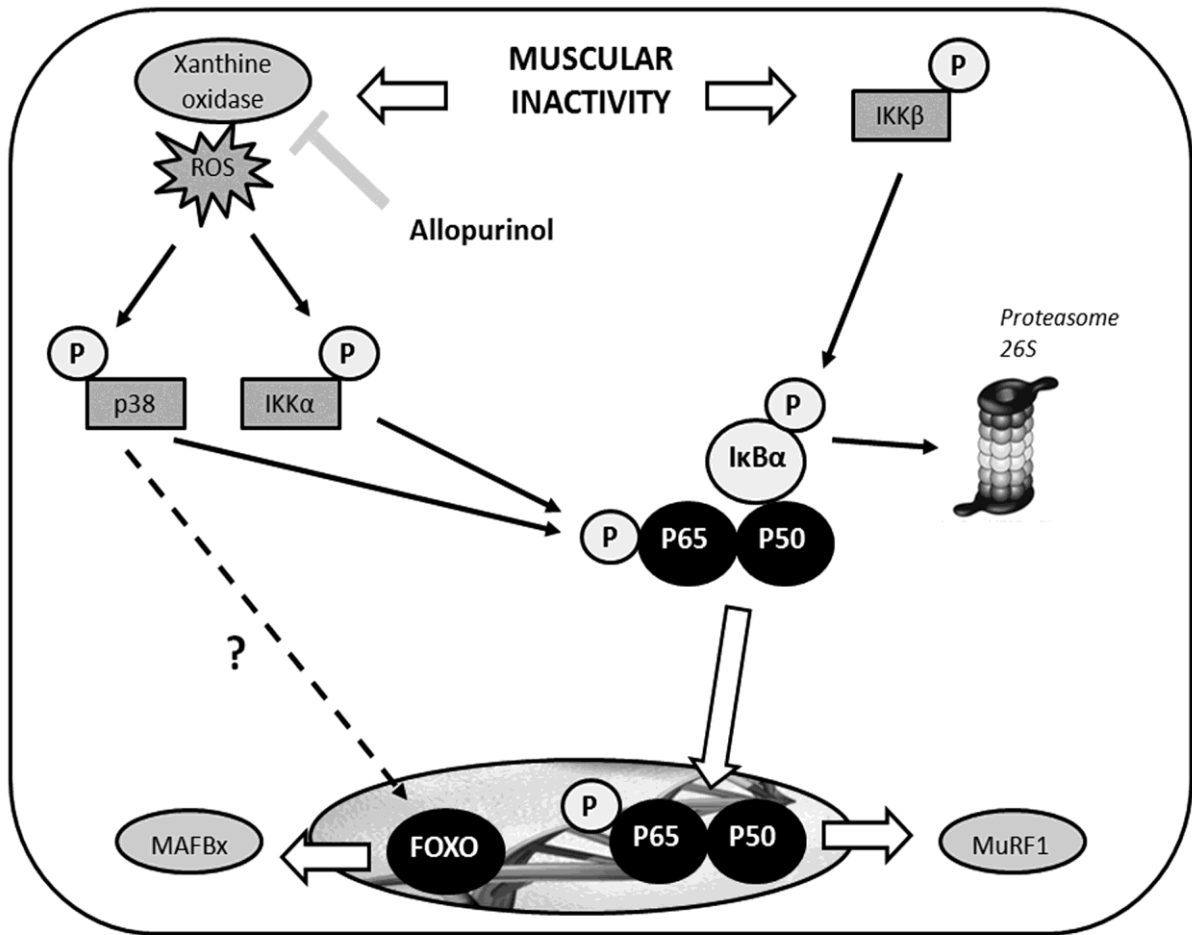 Xanthine
oxidase
MUSCULAR
INACTIVITY
P
IKKβ
ROS
Allopurinol
P
p38
P
IKKα
Proteasome
26S
P
IκBα
P
P65
P50
?
MAFBx
FOXO
P
P65
P50
MuRF1